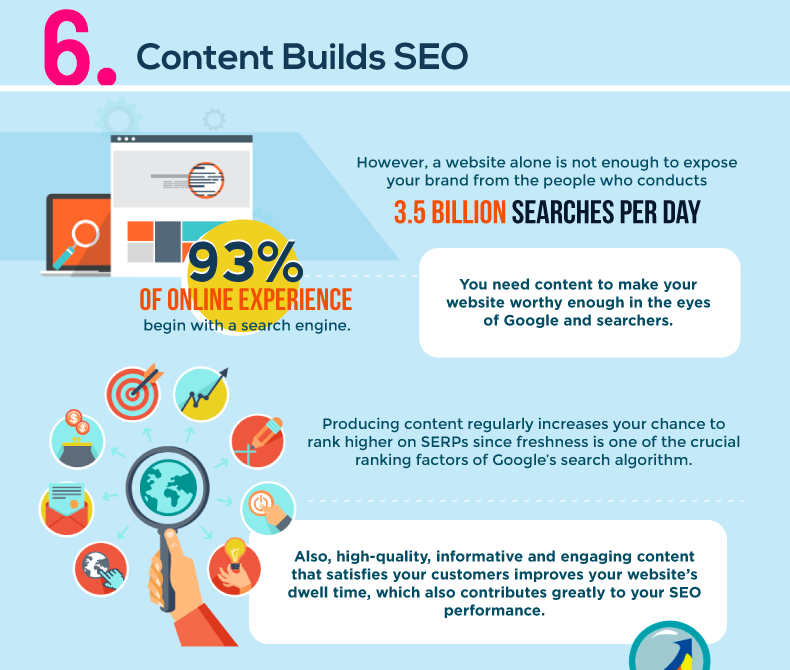 6. Content Builds SEO
However, a website alone is not enough to expose
your brand from the people who conducts
3.5 BILLION SEARCHES PER DAY
93%
OF ONLINE EXPERIENCE
begin with a search engine.
You need content to make your
website worthy enough in the eyes
of Google and searchers.
Producing content regularly increases your chance to
rank higher on SERPs since freshness is one of the crucial
ranking factors of Google's search algorithm.
Also, high-quality, informative and engaging content
that satisfies your customers improves your website's
dwell time, which also contributes greatly to your SEO
performance.